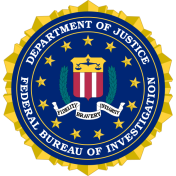 DEPARTMENT OF JUSTICE
FIDELITY BRAVERY INTEGRITY
FEDERAL BUREAU OF INVESTIGATION